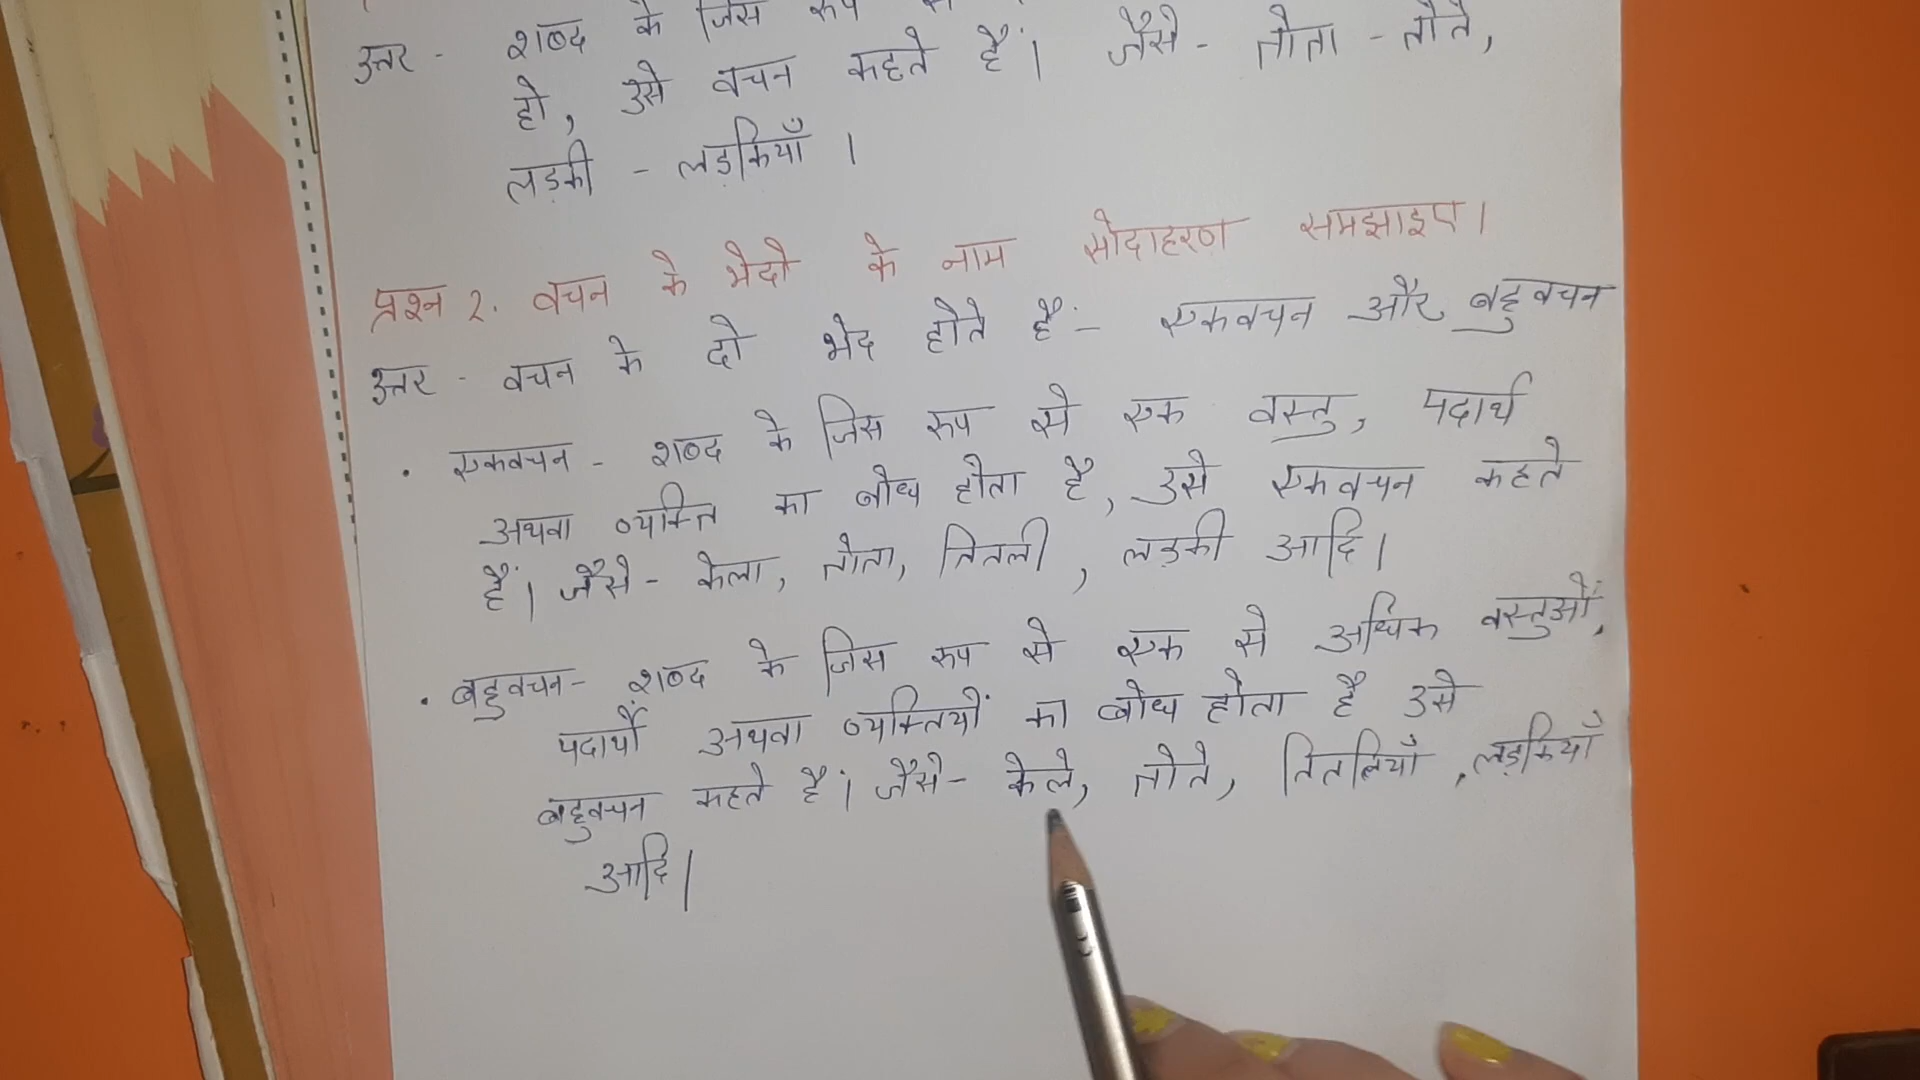 उत्तर - शब्द के जिस रूप से
हो, उसे वचन कहते हैं। जैसे - तोता - तोते,
लड़की - लड़कियाँ ।
प्रश्न 2. वचन के भेदो के नाम सोदाहरण समझाइए।
उत्तर - वचन के दो भेद होते हैं - एकवचन और बहुवचन
· एकवचन - शब्द के जिस रूप से एक वस्तु, पदार्थ
अथवा व्यक्ति का बोध होता है, उसे एकवचन कहते
हैं। जैसे - केला, तोता, तितली, लड़की आदि।
· बहुवचन - शब्द के जिस रूप से एक से अधिक वस्तुओं,
पदार्थों अथवा व्यक्तियों का बोध होता है उसे
बहुवचन कहते हैं। जैसे - केले, तोते, तितलियाँ, लड़कियाँ
आदि।